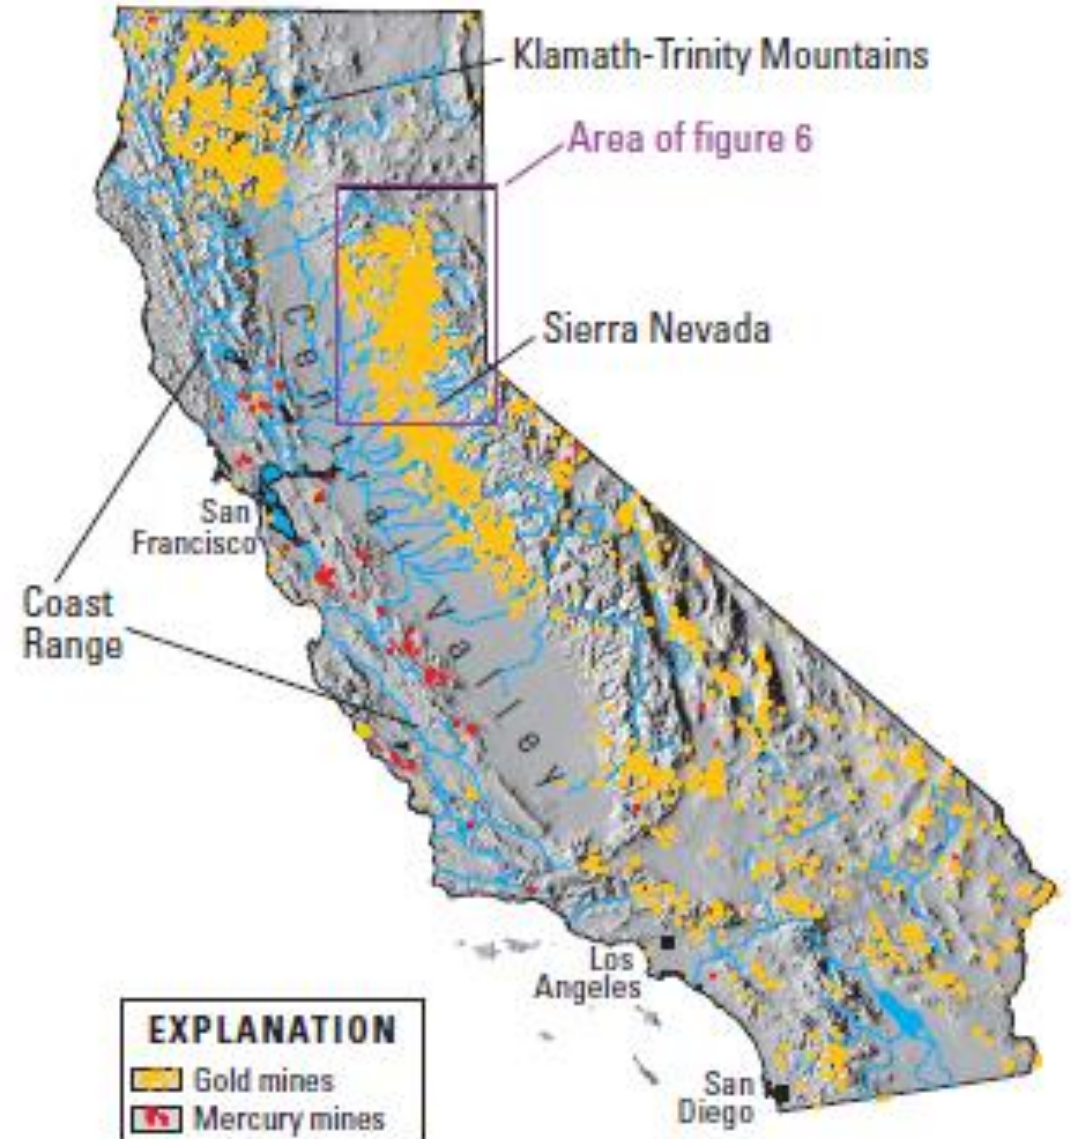 Klamath-Trinity Mountains
Area of figure 6
Sierra Nevada
Central Valley
San
Francisco
Coast
Range
Los
Angeles
San
Diego
EXPLANATION
Gold mines
Mercury mines